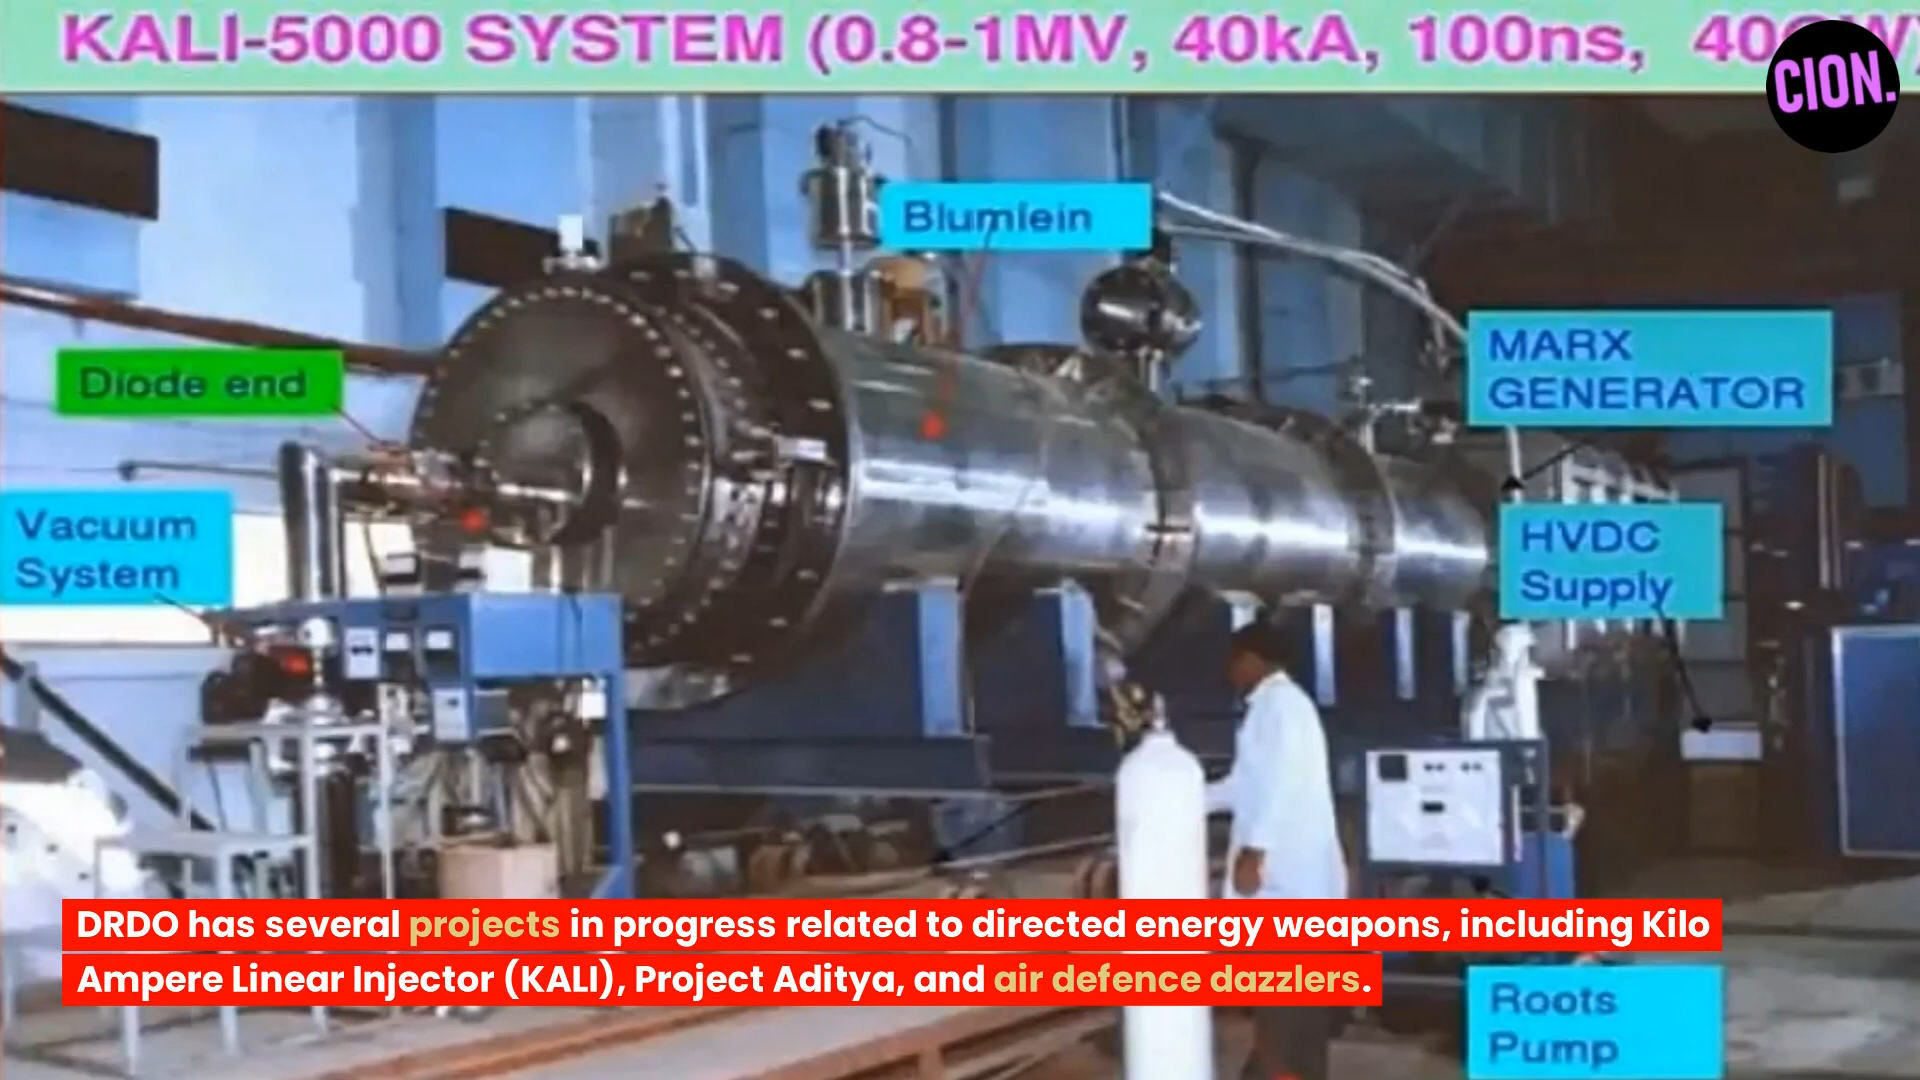 KALI-5000 SYSTEM (0.8-1MV, 40kA, 100ns, 40GW)
CION.
Blumlein
MARX
GENERATOR
Diode end
Vacuum
System
HVDC
Supply
DRDO has several projects in progress related to directed energy weapons, including Kilo
Ampere Linear Injector (KALI), Project Aditya, and air defence dazzlers.
Roots
Pump